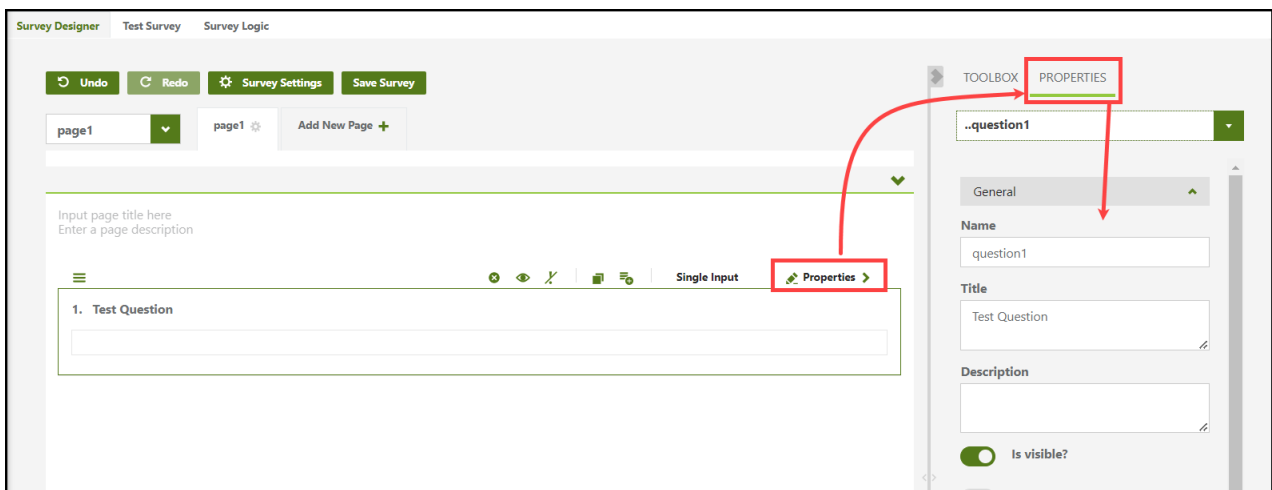 Survey Designer Test Survey Survey Logic
Undo Redo Survey Settings Save Survey
TOOLBOX PROPERTIES
page1 page1 Add New Page
..question1
General
Input page title here
Enter a page description
Name
question1
Single Input Properties
Title
1. Test Question
Test Question
Description
Is visible?